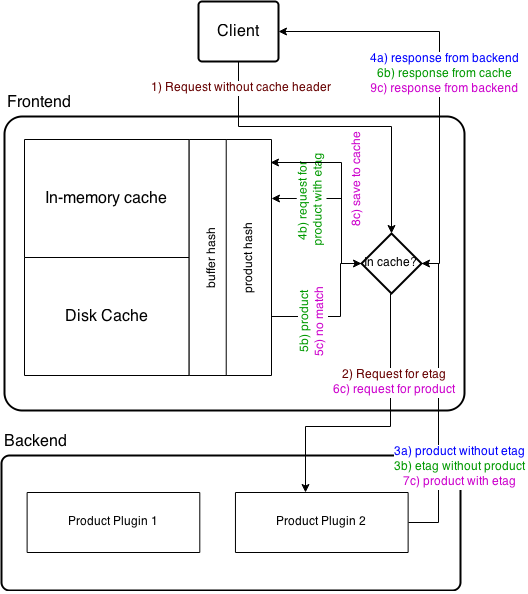 Client
4a) response from backend
6b) response from cache
9c) response from backend
1) Request without cache header
Frontend
In-memory cache
Disk Cache
buffer hash
product hash
4b) request for
product with etag
8c) save to cache
In cache?
5b) product
5c) no match
2) Request for etag
6c) request for product
Backend
3a) product without etag
3b) etag without product
7c) product with etag
Product Plugin 1
Product Plugin 2